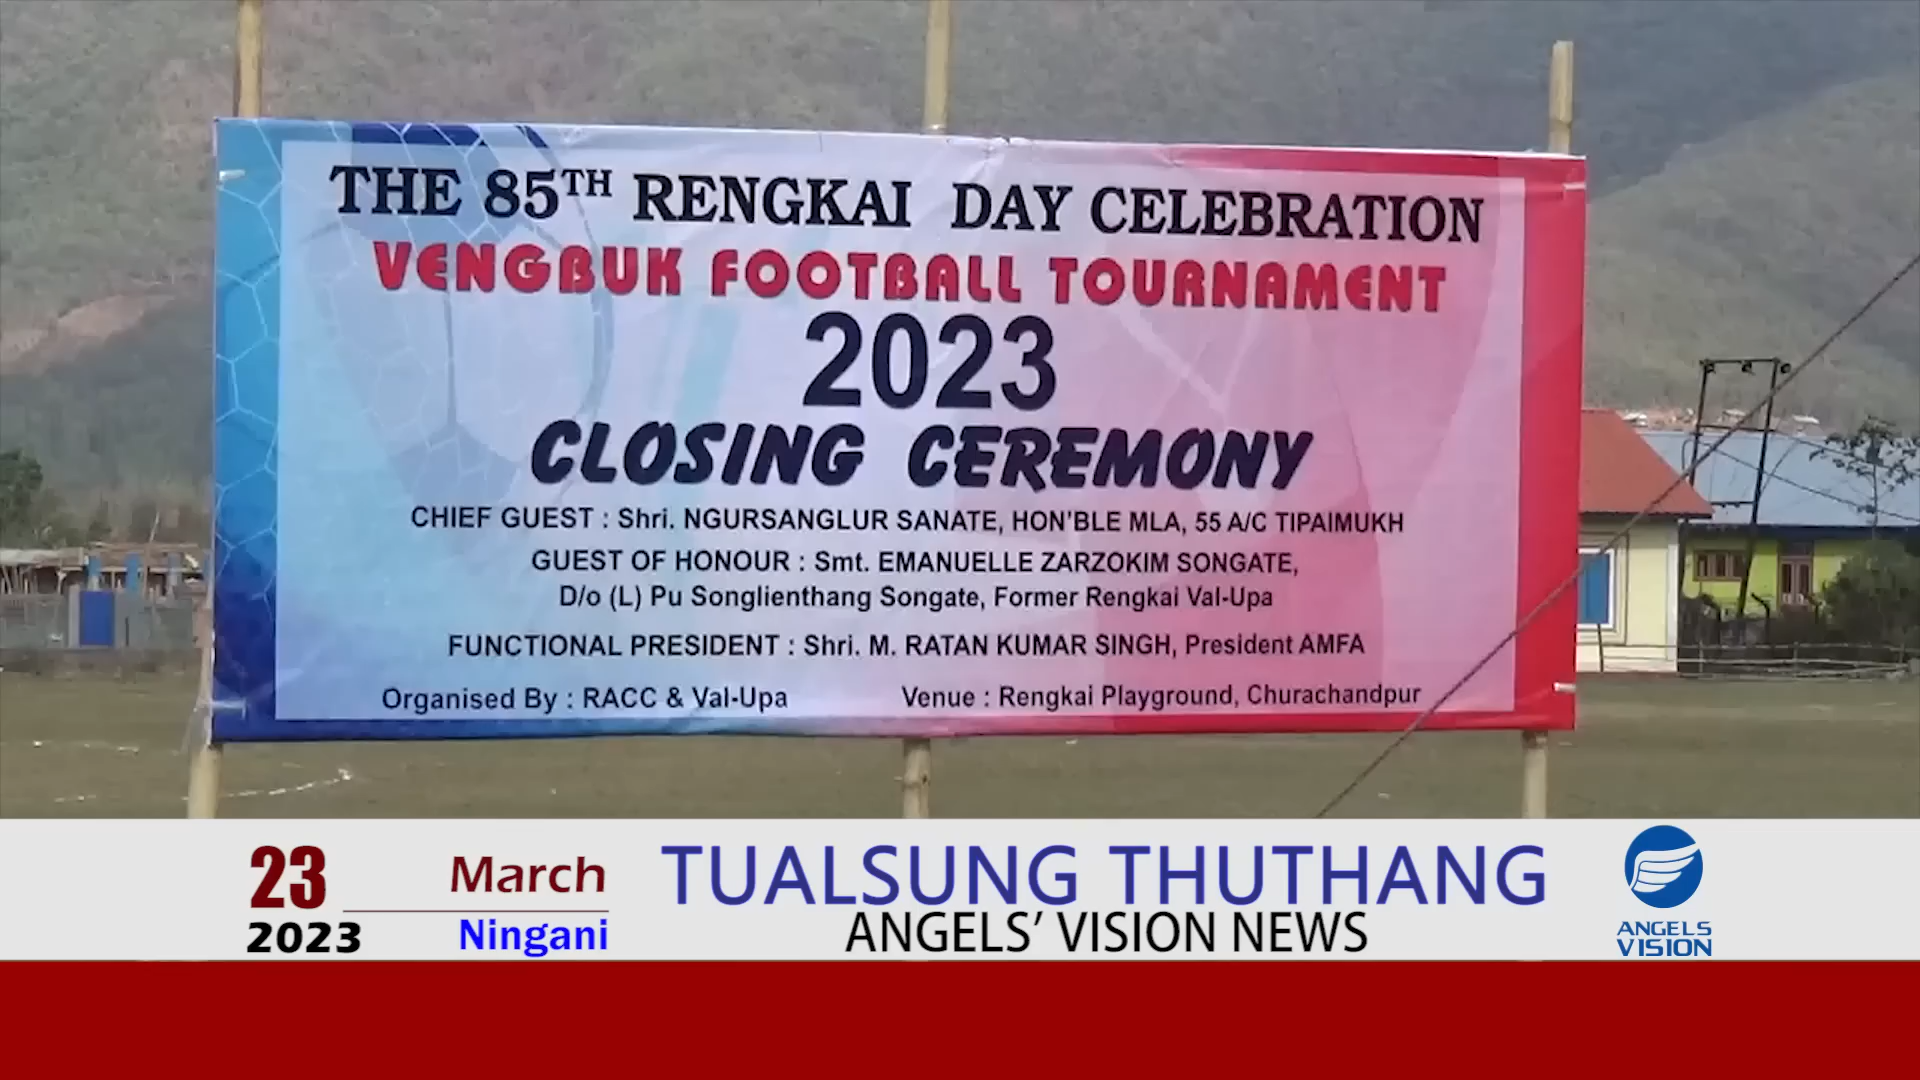 THE 85TH RENGKAI DAY CELEBRATION
VENGBUK FOOTBALL TOURNAMENT
2023
CLOSING CEREMONY
CHIEF GUEST : Shri. NGURSANGLUR SANATE, HON'BLE MLA, 55 A/C TIPAIMUKH
GUEST OF HONOUR : Smt. EMANUELLE ZARZOKIM SONGATE,
D/o (L) Pu Songlienthang Songate, Former Rengkai Val-Upa
FUNCTIONAL PRESIDENT : Shri. M. RATAN KUMAR SINGH, President AMFA
Organised By : RACC & Val-Upa Venue : Rengkai Playground, Churachandpur
23 March
2023 Ningani
TUALSUNG THUTHANG
ANGELS’ VISION NEWS
ANGELS
VISION